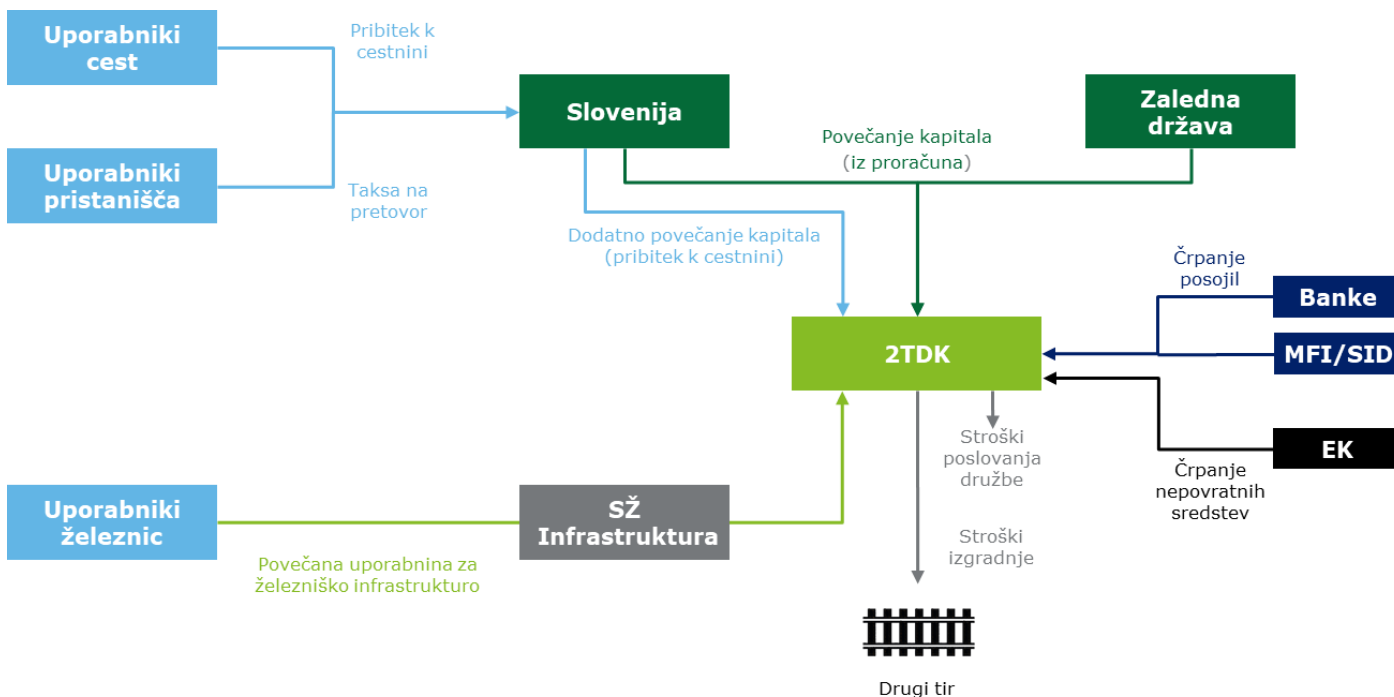 Uporabniki
cest
Pribitek k
cestnini
Slovenija
Zaledna
država
Povečanje kapitala
(iz proračuna)
Uporabniki
pristanišča
Taksa na
pretovor
Dodatno povečanje kapitala
(pribitek k cestnini)
Črpanje
posojil
Banke
2TDK
MFI/SID
Stroški
poslovanja
družbe
EK
Črpanje
nepovratnih
sredstev
Uporabniki
železnic
SŽ
Infrastruktura
Stroški
izgradnje
Povečana uporabnina za
železniško infrastrukturo
Drugi tir